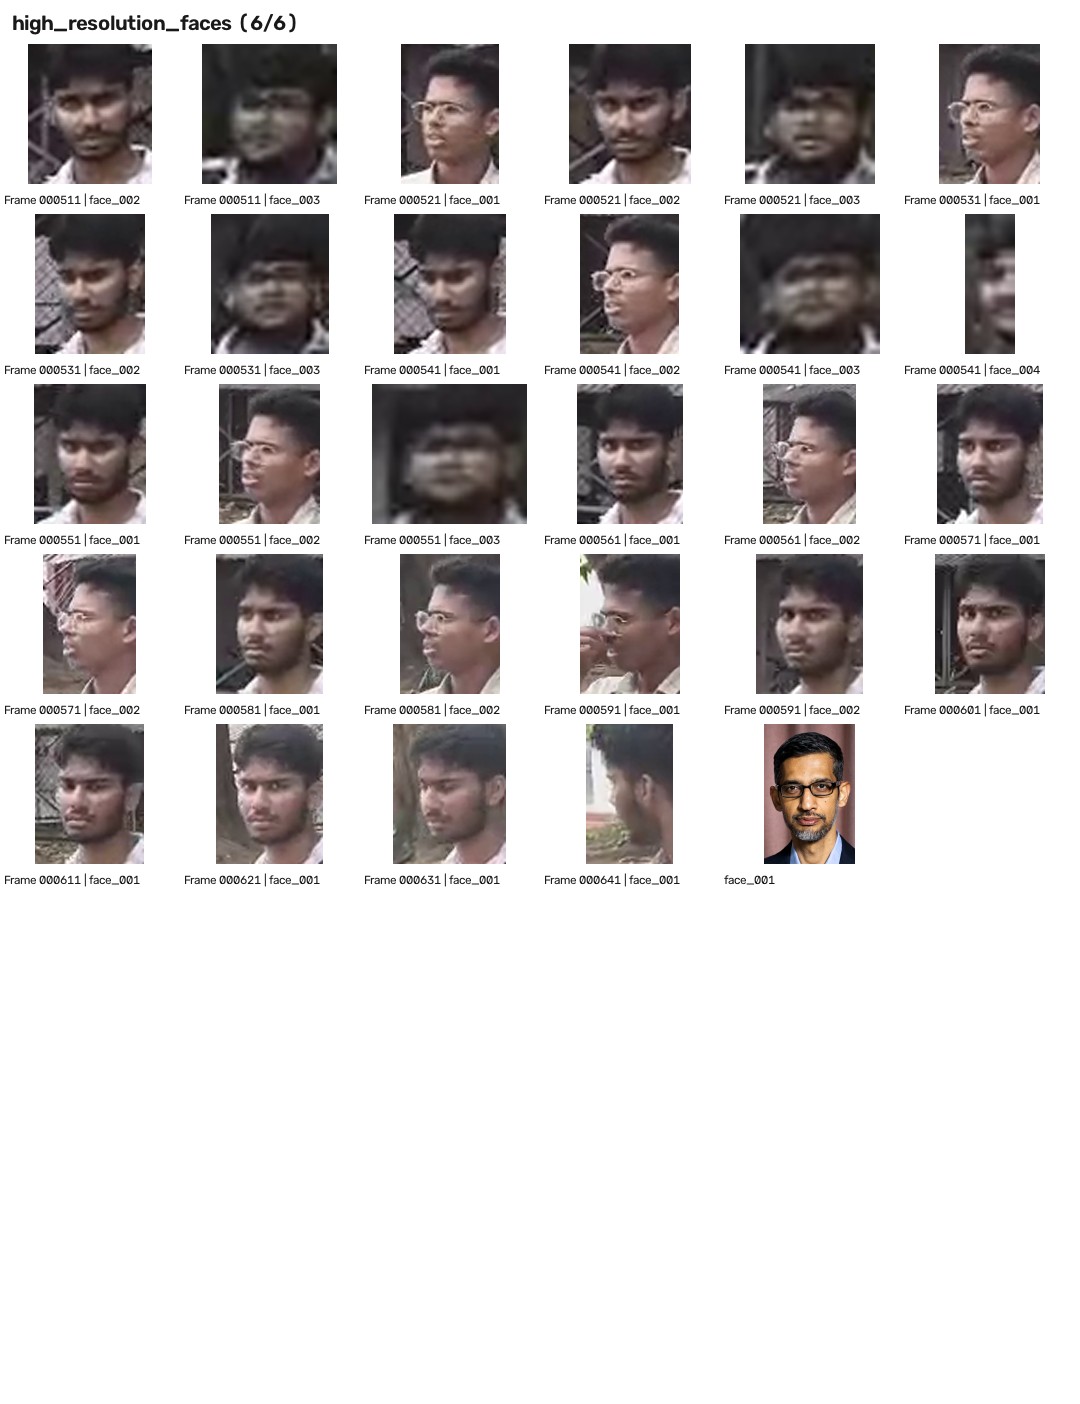 high_resolution_faces (6/6)
Frame 000511 | face_002
Frame 000511 | face_003
Frame 000521 | face_001
Frame 000521 | face_002
Frame 000521 | face_003
Frame 000531 | face_001
Frame 000531 | face_002
Frame 000531 | face_003
Frame 000541 | face_001
Frame 000541 | face_002
Frame 000541 | face_003
Frame 000541 | face_004
Frame 000551 | face_001
Frame 000551 | face_002
Frame 000551 | face_003
Frame 000561 | face_001
Frame 000561 | face_002
Frame 000571 | face_001
Frame 000571 | face_002
Frame 000581 | face_001
Frame 000581 | face_002
Frame 000591 | face_001
Frame 000591 | face_002
Frame 000601 | face_001
Frame 000611 | face_001
Frame 000621 | face_001
Frame 000631 | face_001
Frame 000641 | face_001
face_001